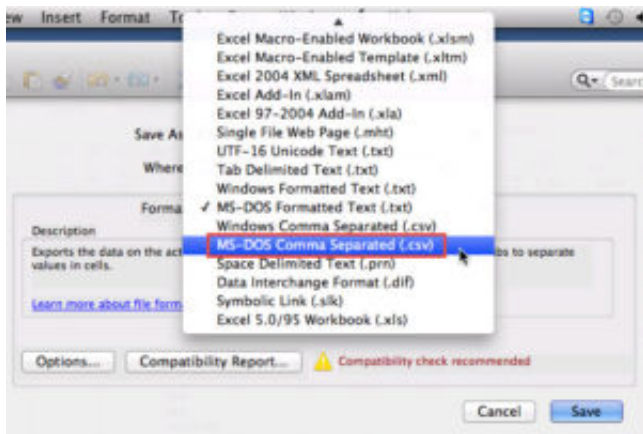 ew Insert Format T
Excel Macro-Enabled Workbook (.xlsm)
Excel Macro-Enabled Template (.xltm)
Excel 2004 XML Spreadsheet (.xml)
Excel Add-In (.xlam)
Excel 97-2004 Add-In (.xla)
Save As
Single File Web Page (.mht)
UTF-16 Unicode Text (.txt)
Where
Tab Delimited Text (.txt)
Windows Formatted Text (.txt)
Forma
✓ MS-DOS Formatted Text (.txt)
Windows Comma Separated (.csv)
MS-DOS Comma Separated (.csv)
Space Delimited Text (.prn)
Data Interchange Format (.dif)
Symbolic Link (.slk)
Excel 5.0/95 Workbook (.xls)
Description
Exports the data on the act bs to separate
values in cells.
Learn more about file form
Options... Compatibility Report... Compatibility check recommended
Cancel Save